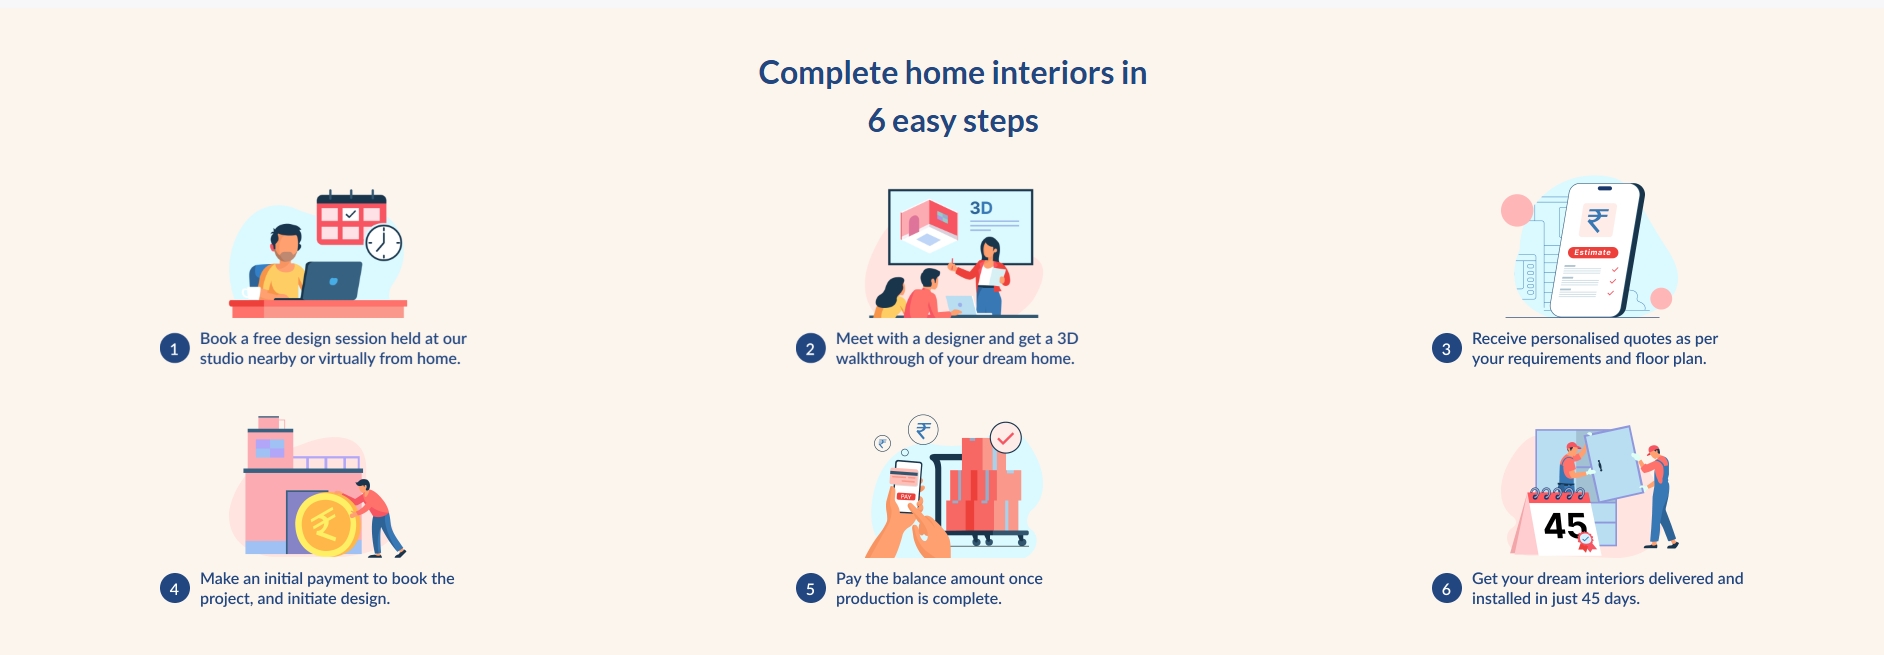 Complete home interiors in
6 easy steps
3D
₹
Estimate
1
Book a free design session held at our
studio nearby or virtually from home.
2
Meet with a designer and get a 3D
walkthrough of your dream home.
3
Receive personalised quotes as per
your requirements and floor plan.
₹
₹
₹
PAY
45
4
Make an initial payment to book the
project, and initiate design.
5
Pay the balance amount once
production is complete.
6
Get your dream interiors delivered and
installed in just 45 days.